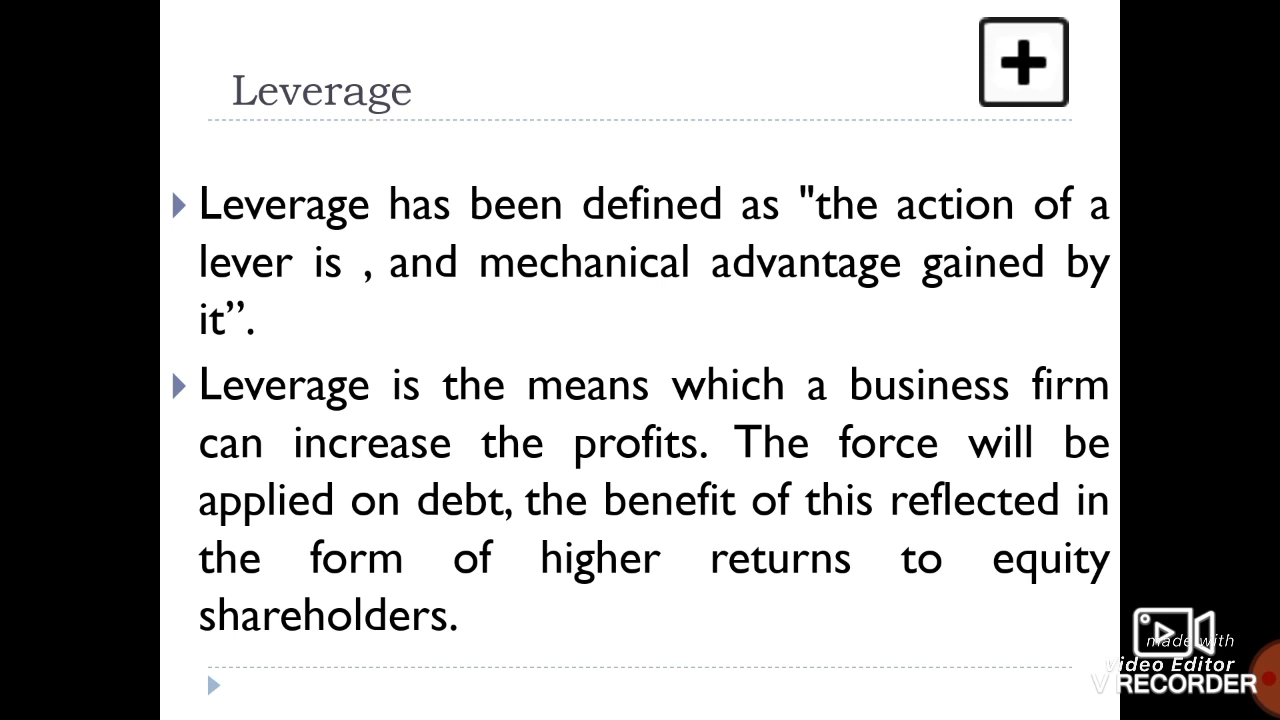 Leverage
Leverage has been defined as "the action of a
lever is , and mechanical advantage gained by
it”.
Leverage is the means which a business firm
can increase the profits. The force will be
applied on debt, the benefit of this reflected in
the form of higher returns to equity
shareholders.
made with
Video Editor
V RECORDER